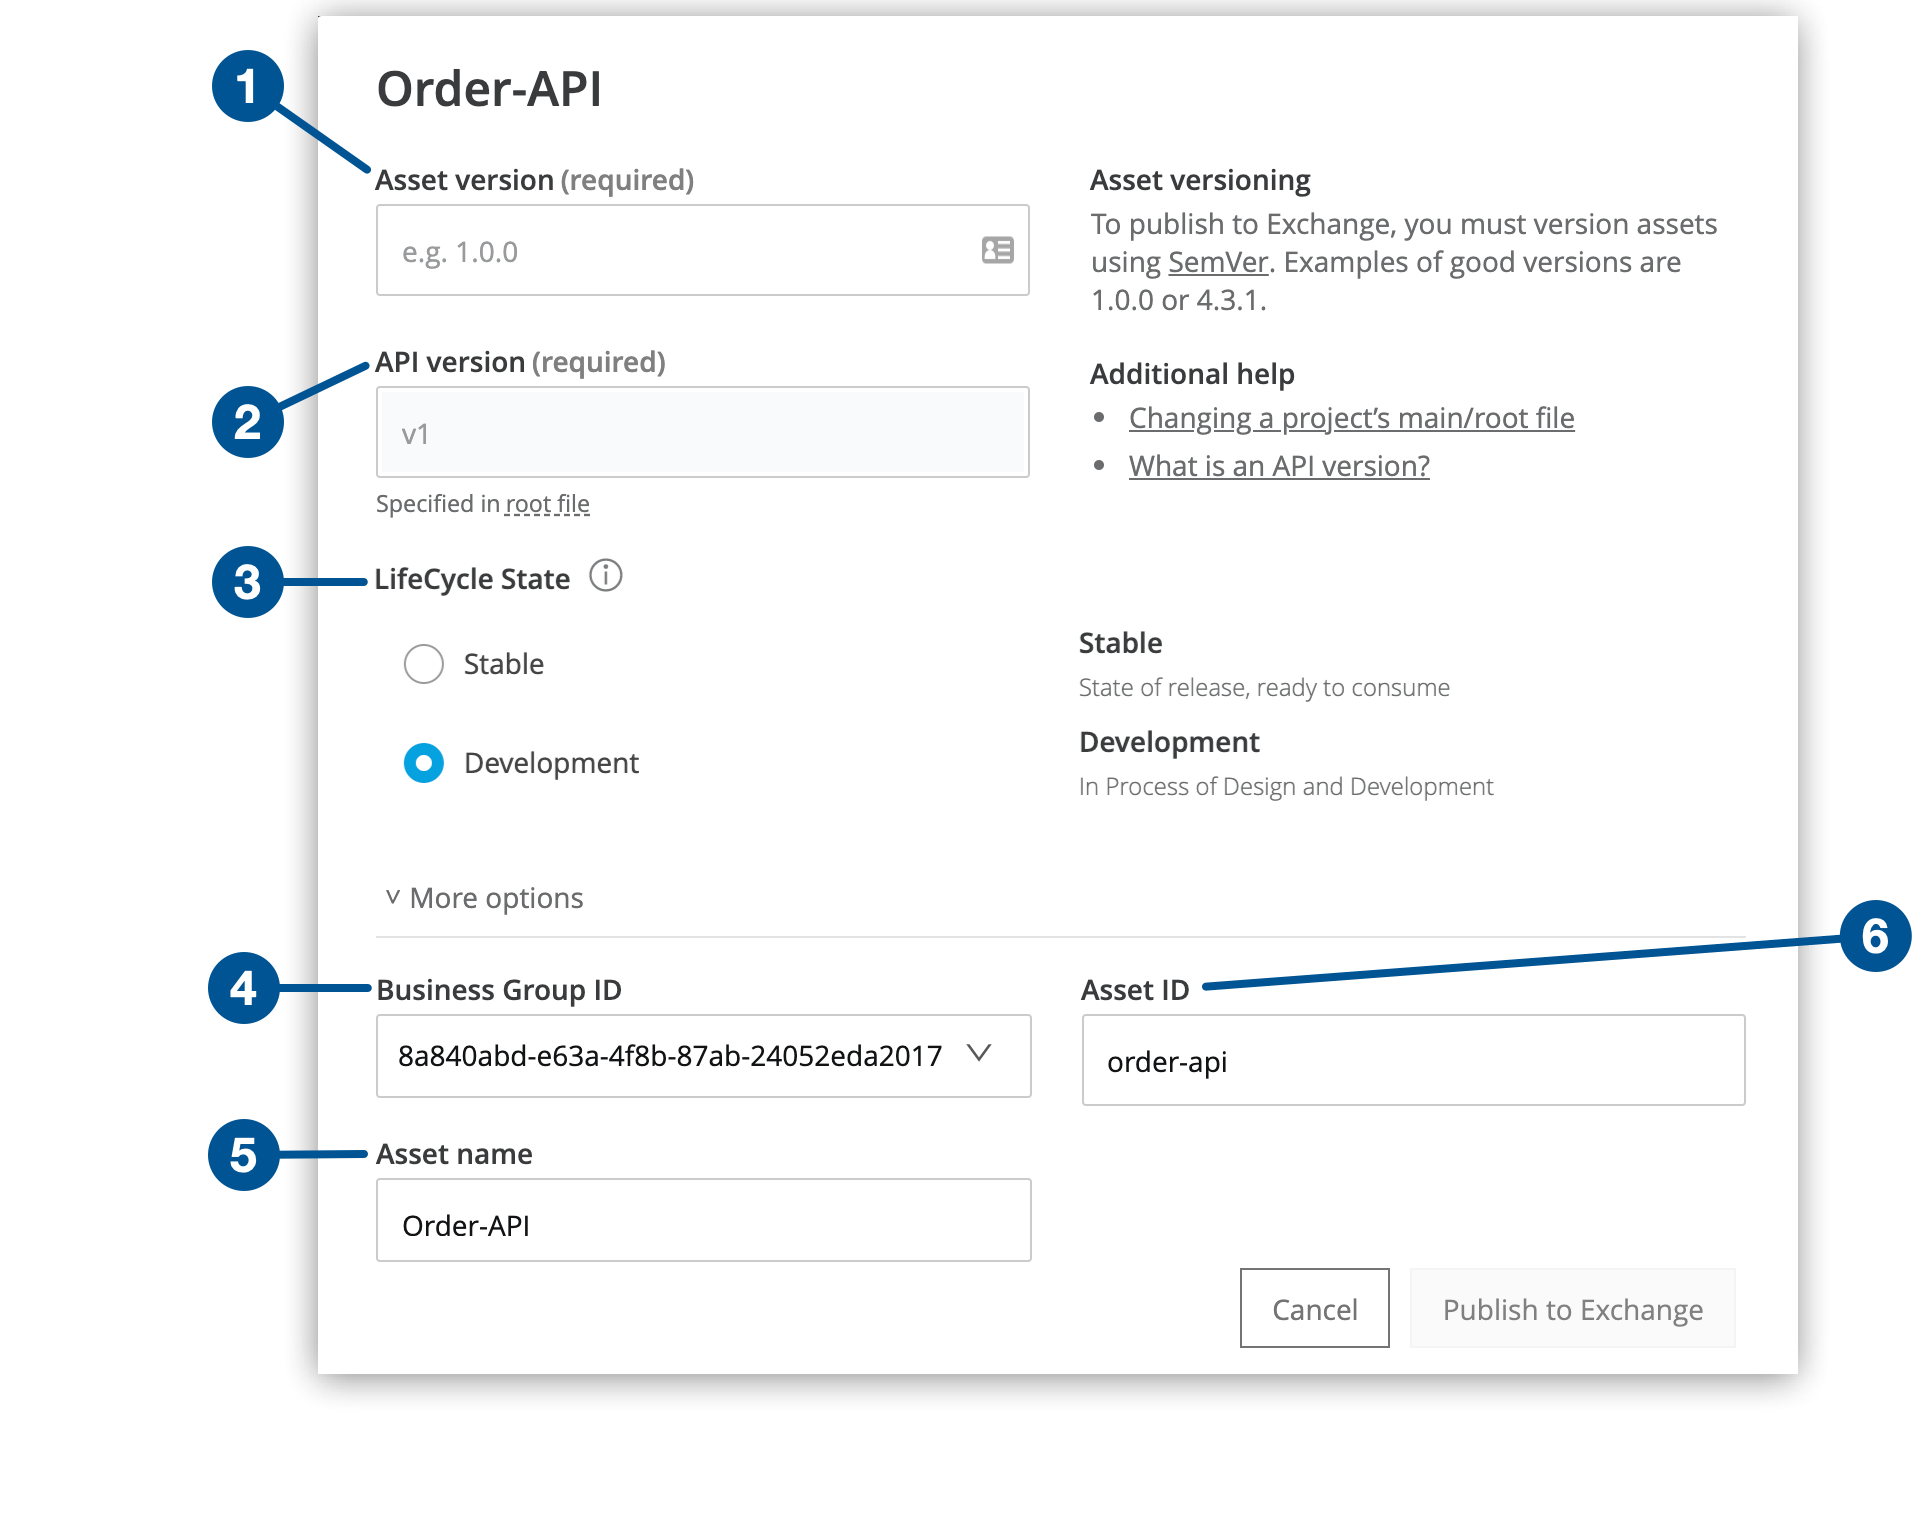 1
Order-API
Asset version (required)
e.g. 1.0.0
Asset versioning
To publish to Exchange, you must version assets
using SemVer. Examples of good versions are
1.0.0 or 4.3.1.
2
API version (required)
v1
Specified in root file
Additional help
• Changing a project's main/root file
• What is an API version?
3
LifeCycle State
Stable
Development
Stable
State of release, ready to consume
Development
In Process of Design and Development
More options
4
Business Group ID
8a840abd-e63a-4f8b-87ab-24052eda2017
6
Asset ID
order-api
5
Asset name
Order-API
Cancel
Publish to Exchange